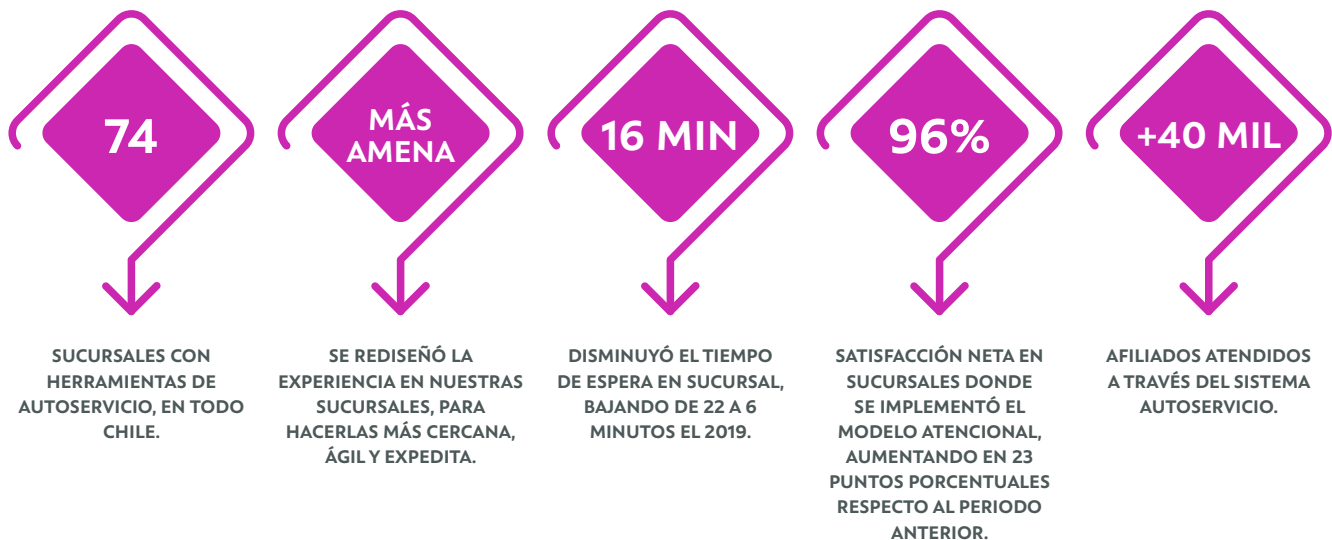 74
SUCURSALES CON
HERRAMIENTAS DE
AUTOSERVICIO, EN TODO
CHILE.
MÁS
AMENA
SE REDISEÑÓ LA
EXPERIENCIA EN NUESTRAS
SUCURSALES, PARA
HACERLAS MÁS CERCANA,
ÁGIL Y EXPEDITA.
16 MIN
DISMINUYÓ EL TIEMPO
DE ESPERA EN SUCURSAL,
BAJANDO DE 22 A 6
MINUTOS EL 2019.
96%
SATISFACCIÓN NETA EN
SUCURSALES DONDE
SE IMPLEMENTÓ EL
MODELO ATENCIONAL,
AUMENTANDO EN 23
PUNTOS PORCENTUALES
RESPECTO AL PERIODO
ANTERIOR.
+40 MIL
AFILIADOS ATENDIDOS
A TRAVÉS DEL SISTEMA
AUTOSERVICIO.